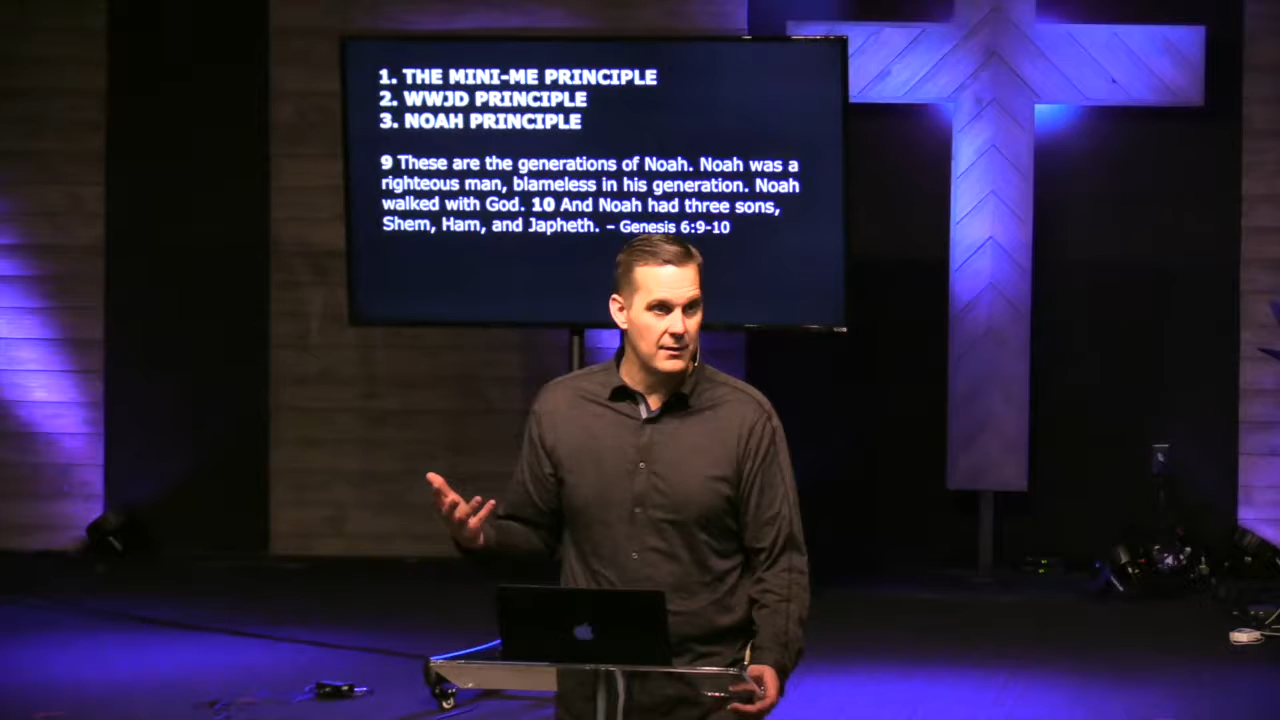 1. THE MINI-ME PRINCIPLE
2. WWJD PRINCIPLE
3. NOAH PRINCIPLE
9 These are the generations of Noah. Noah was a
righteous man, blameless in his generation. Noah
walked with God. 10 And Noah had three sons,
Shem, Ham, and Japheth. – Genesis 6:9-10